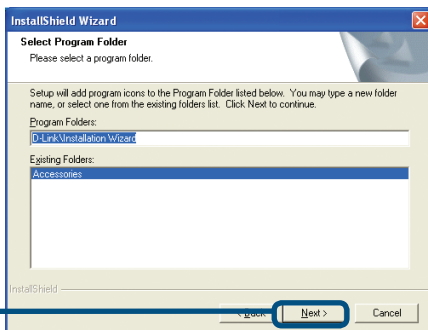 InstallShield Wizard
Select Program Folder
Please select a program folder.
Setup will add program icons to the Program Folder listed below. You may type a new folder
name, or select one from the existing folders list. Click Next to continue.
Program Folders:
D-Link\Installation Wizard
Existing Folders:
Accessories
InstallShield
< Back Next > Cancel